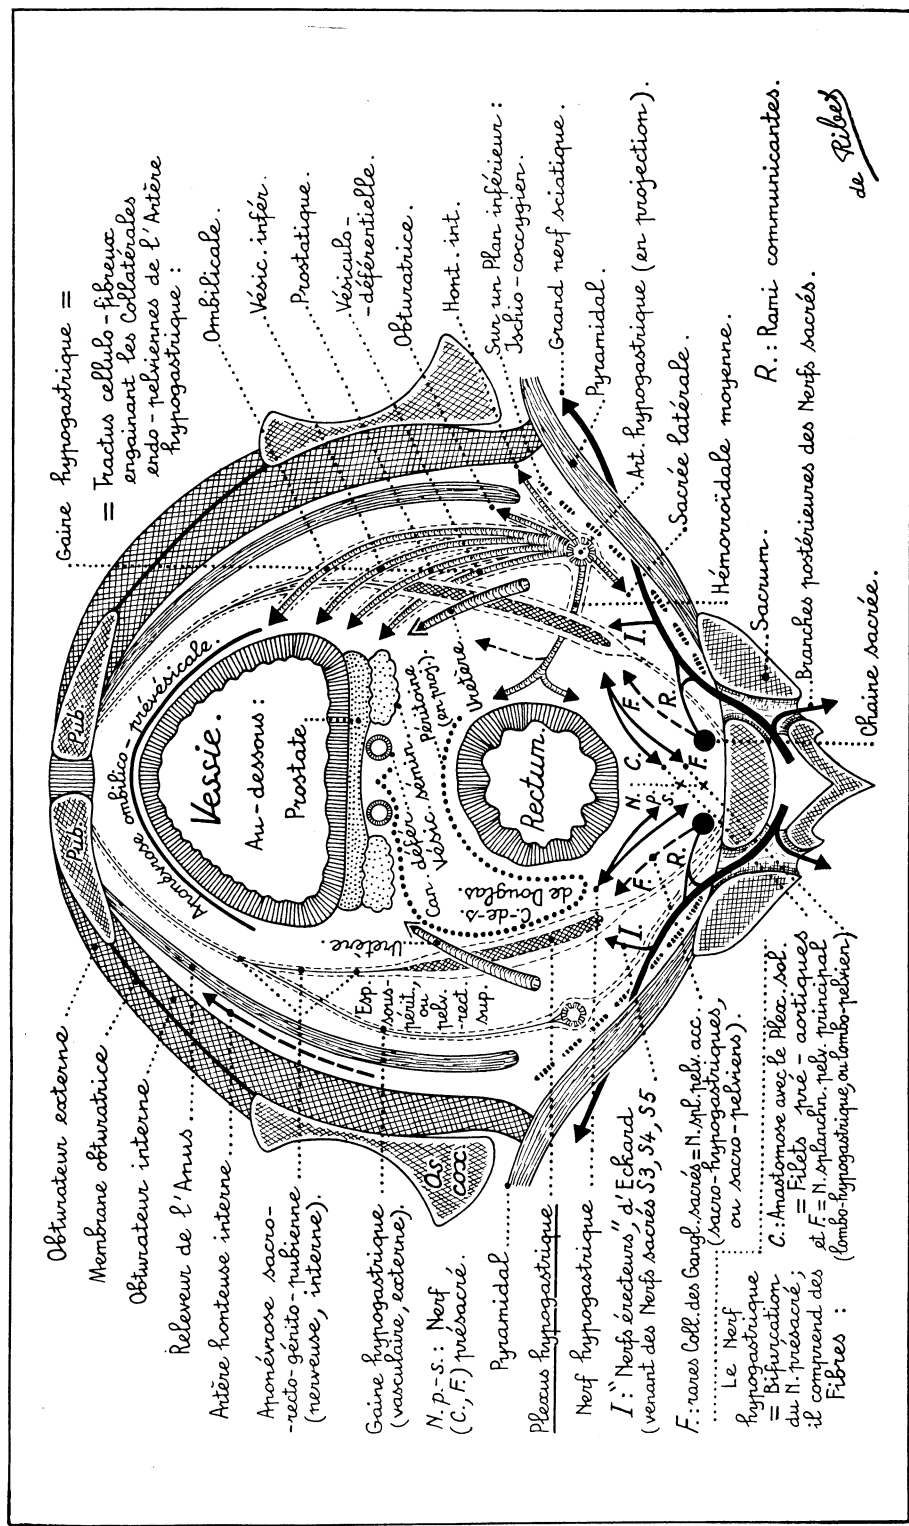 Gaine hypogastrique =
= Tractus cellulo-fibreux
engainant les Collatérales
endo-pelviennes de l'Artère
hypogastrique :
Ombilicale.
Vésic. infér.
Prostatique.
Vésiculo-
-déférentielle.
Obturatrice.
Hont. int.
Sur un Plan inférieur :
Ischio-coccygien.
Grand nerf sciatique.
Pyramidal.
Art. hypogastrique (en projection).
Sacrée latérale.
Hémorroïdale moyenne.
R. : Rami communicantes.
Sacrum.
Branches postérieures des Nerfs sacrés.
Chaîne sacrée.
de Ribet
Pub.
Pub.
Aponévrose ombilico-prévésicale.
Vessie.
Au-dessous :
Prostate
Can. défér.
Vésic. semin.
Péritoine
(en proj.).
Uretère
Uretère.
C.-de-s.
de Douglas.
Rectum.
Esp.
sous-
périt.,
ou
pelv.
-rect.
sup.
Os
cox.
I.
F.
R.
C.
F.
N.
P.
S.
F.
R.
I
Obturateur externe
Membrane obturatrice
Obturateur interne
Releveur de l'Anus
Artère honteuse interne
Aponévrose sacro-
-recto-génito-pubienne
(nerveuse, interne).
Gaine hypogastrique
(vasculaire, externe).
N.p.-s. : Nerf
(C, F) présacré.
Pyramidal
Plexus hypogastrique
Nerf hypogastrique
I : "Nerfs érecteurs" d'Eckard
(venant des Nerfs sacrés S3, S4, S5.
F. : rares Coll. des Gangl. sacrés = N. spl. pelv. acc.
(sacro-hypogastriques,
ou sacro-pelviens).
Le Nerf
hypogastrique
= Bifurcation
du N. présacré ;
il comprend des
Fibres :
C. : Anastomose avec le Plex. sol.
= Filets pré-aortiques
et F = N. splanchn. pelv. principal
(lombo-hypogastrique, ou lombo-pelvien).